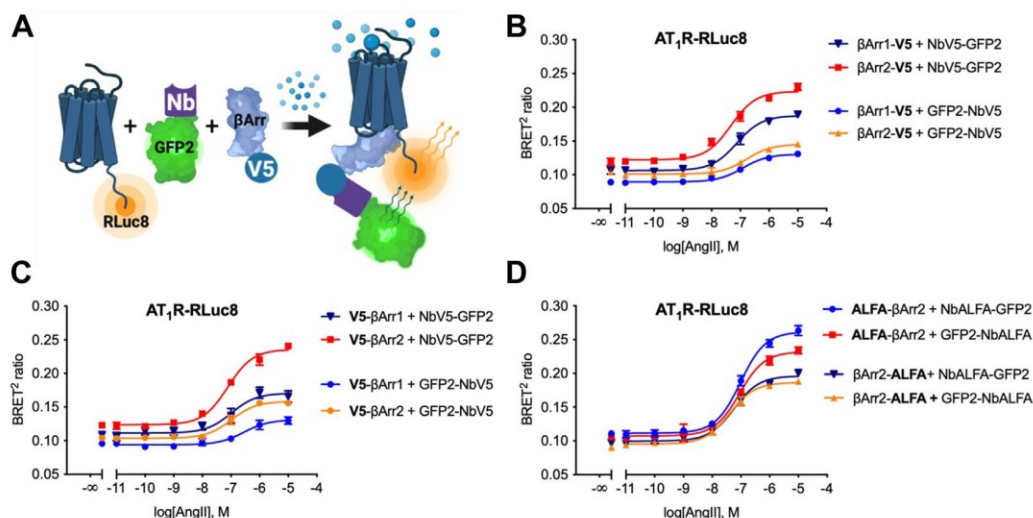 A
Nb
GFP2
βArr
V5
RLuc8
+
+
B
AT₁R-RLuc8
βArr1-V5 + NbV5-GFP2
βArr2-V5 + NbV5-GFP2
βArr1-V5 + GFP2-NbV5
βArr2-V5 + GFP2-NbV5
BRET² ratio
0.30
0.25
0.20
0.15
0.10
0.05
-∞ -11 -10 -9 -8 -7 -6 -5 -4
log[AngII], M
C
AT₁R-RLuc8
V5-βArr1 + NbV5-GFP2
V5-βArr2 + NbV5-GFP2
V5-βArr1 + GFP2-NbV5
V5-βArr2 + GFP2-NbV5
BRET² ratio
0.30
0.25
0.20
0.15
0.10
0.05
-∞ -11 -10 -9 -8 -7 -6 -5 -4
log[AngII], M
D
AT₁R-RLuc8
ALFA-βArr2 + NbALFA-GFP2
ALFA-βArr2 + GFP2-NbALFA
βArr2-ALFA+ NbALFA-GFP2
βArr2-ALFA + GFP2-NbALFA
BRET² ratio
0.30
0.25
0.20
0.15
0.10
0.05
-∞ -11 -10 -9 -8 -7 -6 -5 -4
log[AngII], M